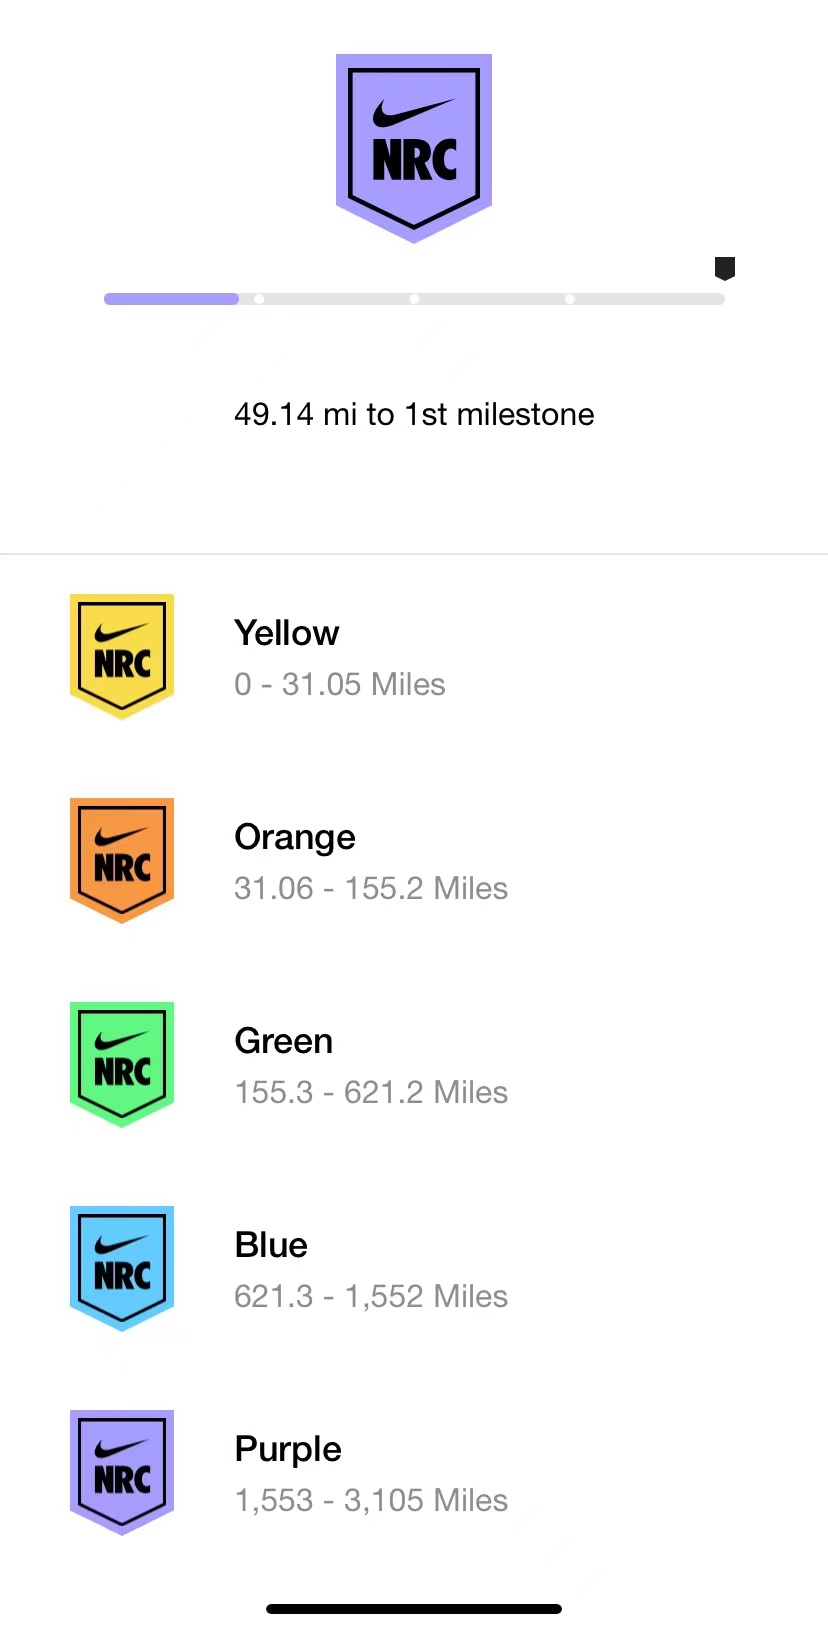 NRC
49.14 mi to 1st milestone
NRC
Yellow
0 - 31.05 Miles
NRC
Orange
31.06 - 155.2 Miles
NRC
Green
155.3 - 621.2 Miles
NRC
Blue
621.3 - 1,552 Miles
NRC
Purple
1,553 - 3,105 Miles